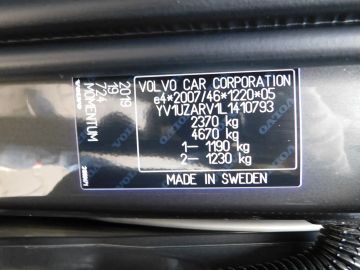 VOLVO CAR CORPORATION
e4*2007/46*1220*05
YV1UZARV1L1410793
2370 kg
4670 kg
1— 1190 kg
2— 1230 kg
MADE IN SWEDEN
2019
19
724
MOMENTUM
VOLVO